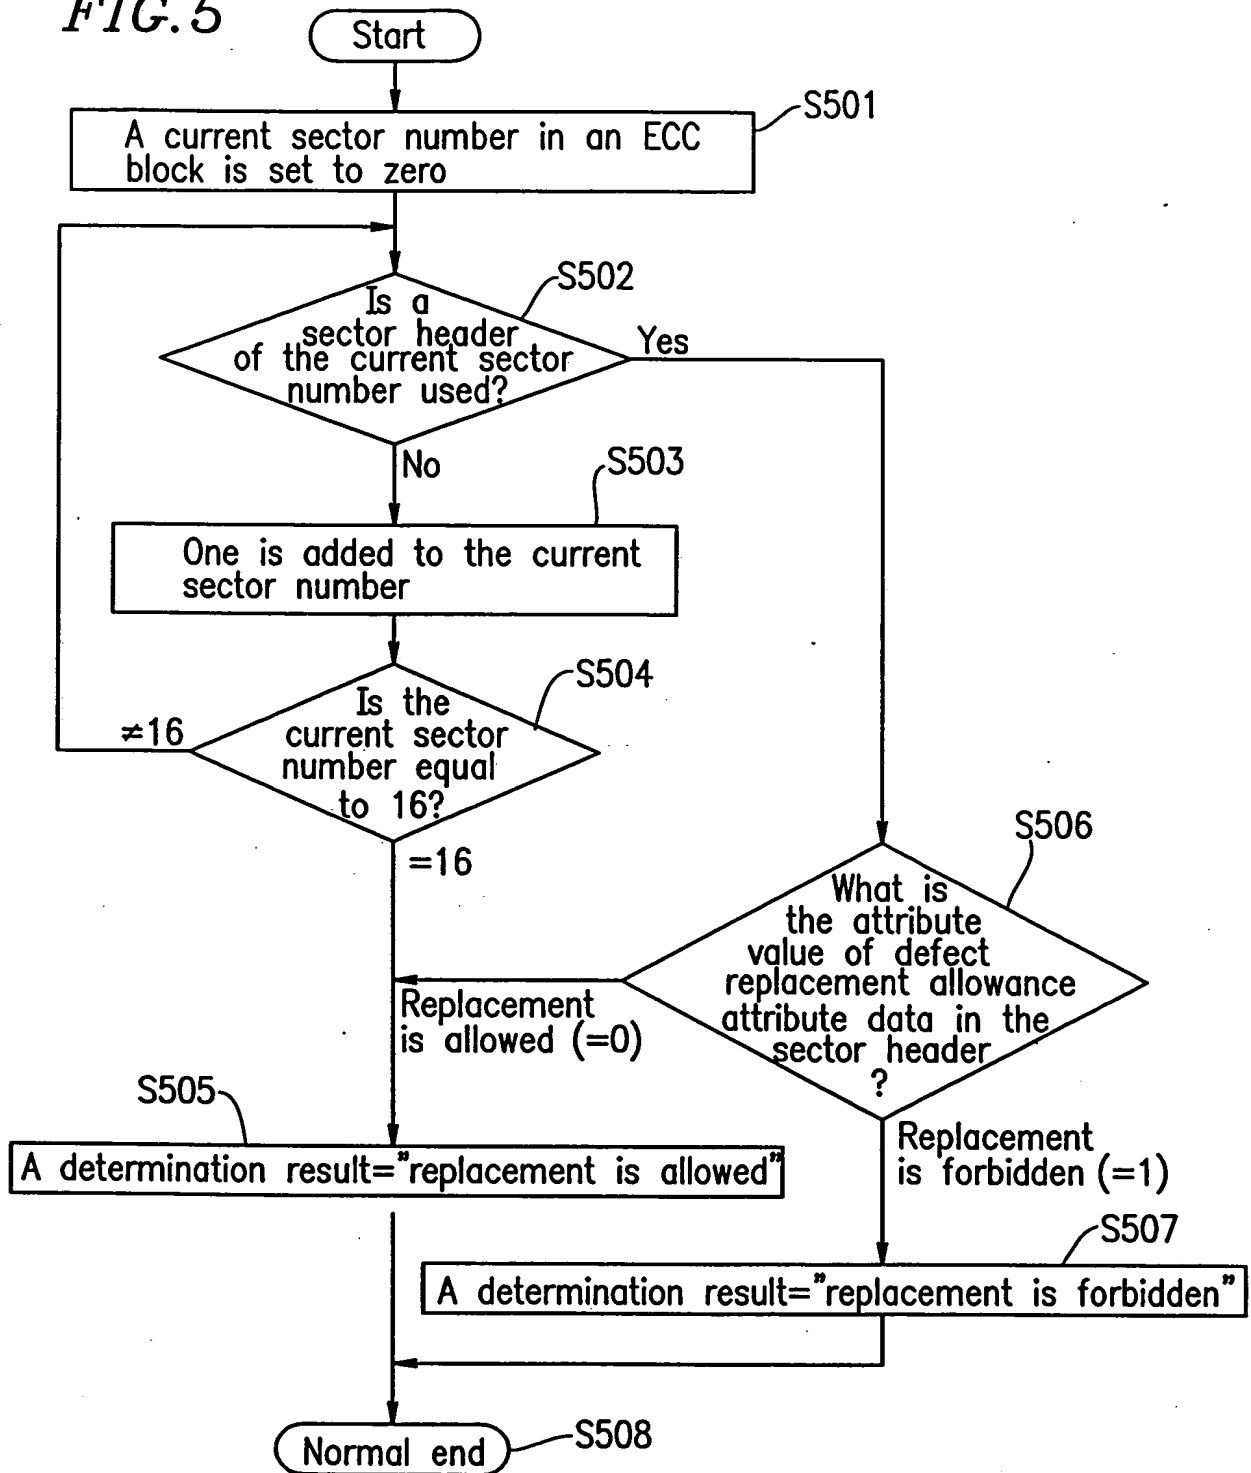 FIG. 5
Start
S501
A current sector number in an ECC
block is set to zero
S502
Is a
sector header
of the current sector
number used?
Yes
No
S503
One is added to the current
sector number
S504
Is the
current sector
number equal
to 16?
≠16
=16
S506
What is
the attribute
value of defect
replacement allowance
attribute data in the
sector header
?
Replacement
is allowed (=0)
S505
A determination result="replacement is allowed"
Replacement
is forbidden (=1)
S507
A determination result="replacement is forbidden"
Normal end
S508